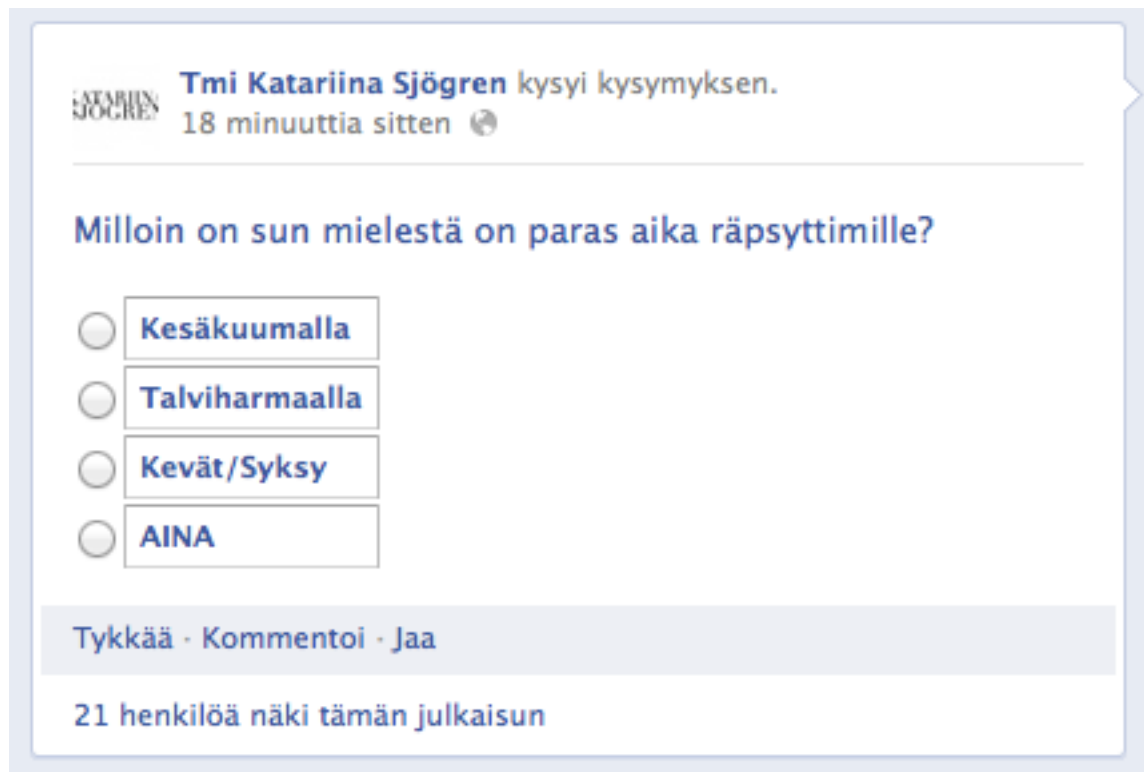 Tmi Katariina Sjögren kysyi kysymyksen.
18 minuuttia sitten
Milloin on sun mielestä on paras aika räpsyttimille?
Kesäkuumalla
Talviharmaalla
Kevät/Syksy
AINA
Tykkää · Kommentoi · Jaa
21 henkilöä näki tämän julkaisun